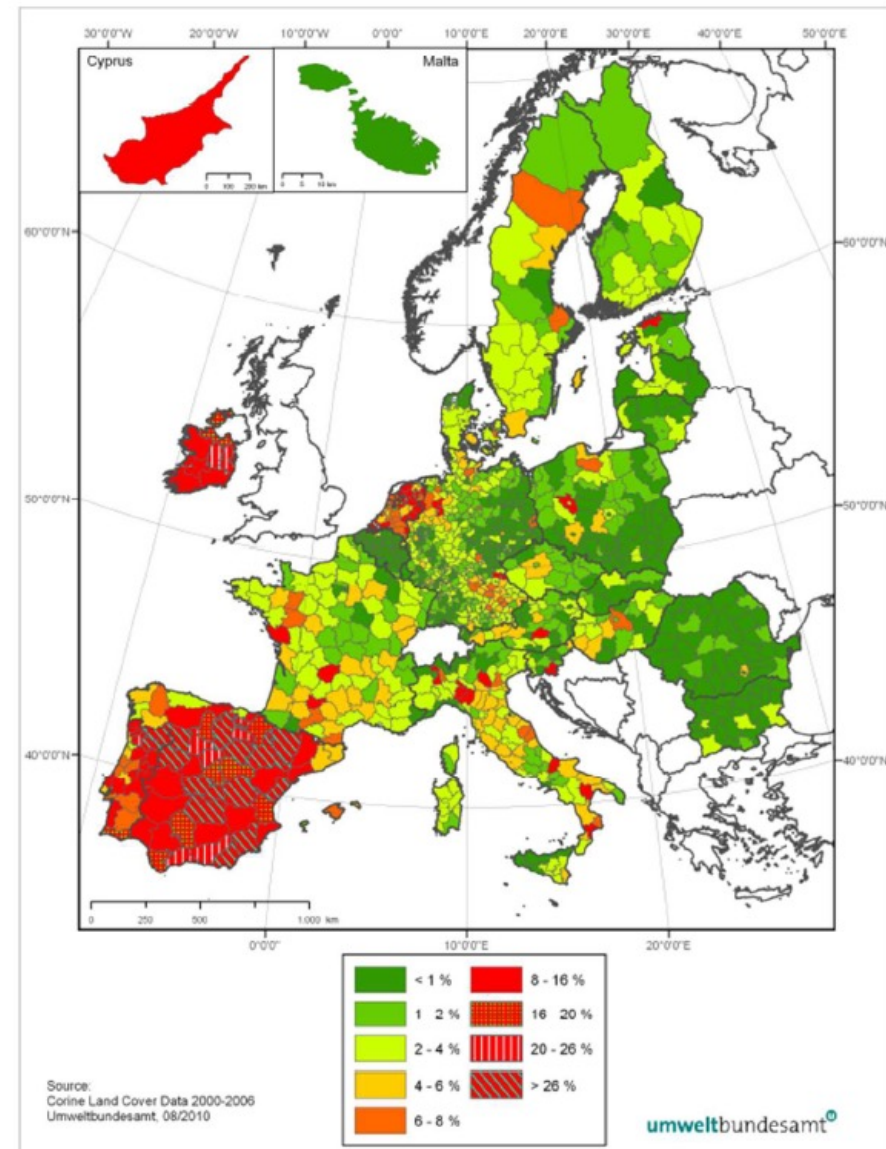 30°0'0"W 20°0'0"W 10°0'0"W 0°0'0" 10°0'0"E 20°0'0"E 30°0'0"E 40°0'0"E 50°0'0"E
Cyprus Malta
0 100 200 km
60°0'0"N 60°0'0"N
50°0'0"N 50°0'0"N
40°0'0"N 40°0'0"N
0 250 500 1.000 km
0°0'0" 10°0'0"E 20°0'0"E
< 1 % 8 - 16 %
1 2 % 16 20 %
2 - 4 % 20 - 26 %
4 - 6 % > 26 %
6 - 8 %
Source:
Corine Land Cover Data 2000-2006
Umweltbundesamt, 08/2010
umweltbundesamt